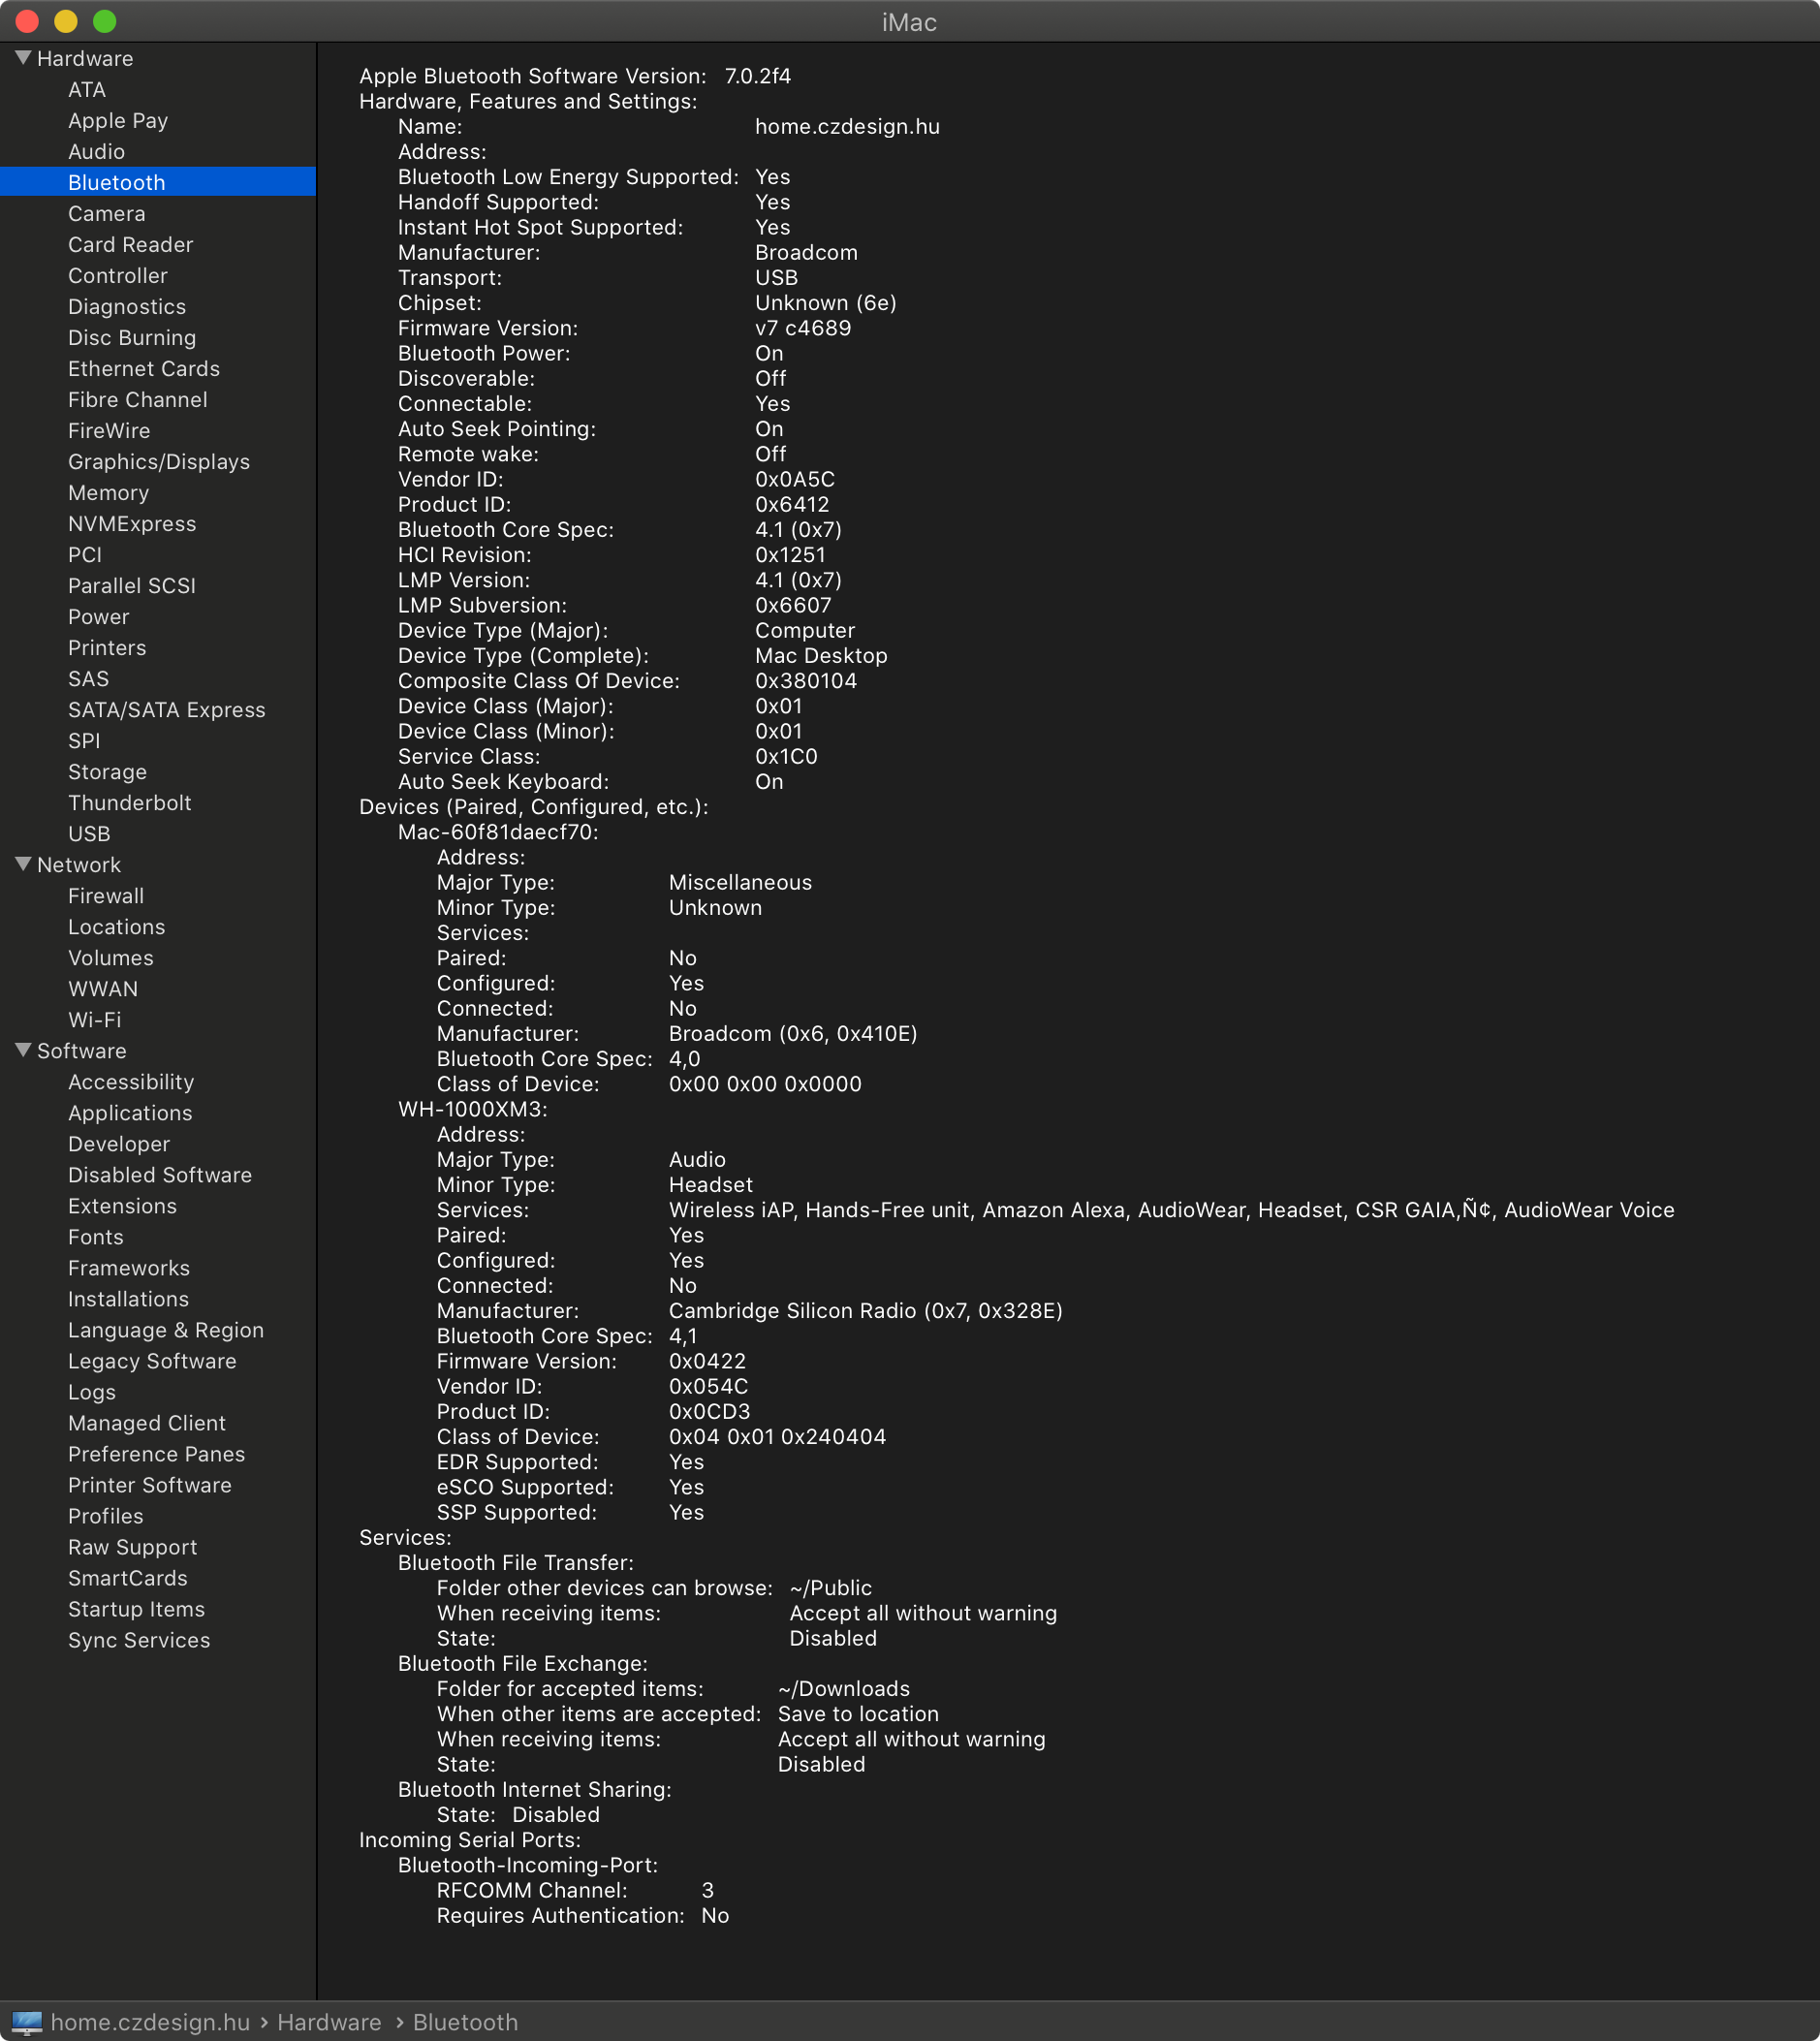 iMac
Hardware
ATA
Apple Pay
Audio
Bluetooth
Camera
Card Reader
Controller
Diagnostics
Disc Burning
Ethernet Cards
Fibre Channel
FireWire
Graphics/Displays
Memory
NVMExpress
PCI
Parallel SCSI
Power
Printers
SAS
SATA/SATA Express
SPI
Storage
Thunderbolt
USB
Network
Firewall
Locations
Volumes
WWAN
Wi-Fi
Software
Accessibility
Applications
Developer
Disabled Software
Extensions
Fonts
Frameworks
Installations
Language & Region
Legacy Software
Logs
Managed Client
Preference Panes
Printer Software
Profiles
Raw Support
SmartCards
Startup Items
Sync Services
Apple Bluetooth Software Version: 7.0.2f4
Hardware, Features and Settings:
Name: home.czdesign.hu
Address:
Bluetooth Low Energy Supported: Yes
Handoff Supported: Yes
Instant Hot Spot Supported: Yes
Manufacturer: Broadcom
Transport: USB
Chipset: Unknown (6e)
Firmware Version: v7 c4689
Bluetooth Power: On
Discoverable: Off
Connectable: Yes
Auto Seek Pointing: On
Remote wake: Off
Vendor ID: 0x0A5C
Product ID: 0x6412
Bluetooth Core Spec: 4.1 (0x7)
HCI Revision: 0x1251
LMP Version: 4.1 (0x7)
LMP Subversion: 0x6607
Device Type (Major): Computer
Device Type (Complete): Mac Desktop
Composite Class Of Device: 0x380104
Device Class (Major): 0x01
Device Class (Minor): 0x01
Service Class: 0x1C0
Auto Seek Keyboard: On
Devices (Paired, Configured, etc.):
Mac-60f81daecf70:
Address:
Major Type: Miscellaneous
Minor Type: Unknown
Services:
Paired: No
Configured: Yes
Connected: No
Manufacturer: Broadcom (0x6, 0x410E)
Bluetooth Core Spec: 4,0
Class of Device: 0x00 0x00 0x0000
WH-1000XM3:
Address:
Major Type: Audio
Minor Type: Headset
Services: Wireless iAP, Hands-Free unit, Amazon Alexa, AudioWear, Headset, CSR GAIA‚Ñ¢, AudioWear Voice
Paired: Yes
Configured: Yes
Connected: No
Manufacturer: Cambridge Silicon Radio (0x7, 0x328E)
Bluetooth Core Spec: 4,1
Firmware Version: 0x0422
Vendor ID: 0x054C
Product ID: 0x0CD3
Class of Device: 0x04 0x01 0x240404
EDR Supported: Yes
eSCO Supported: Yes
SSP Supported: Yes
Services:
Bluetooth File Transfer:
Folder other devices can browse: ~/Public
When receiving items: Accept all without warning
State: Disabled
Bluetooth File Exchange:
Folder for accepted items: ~/Downloads
When other items are accepted: Save to location
When receiving items: Accept all without warning
State: Disabled
Bluetooth Internet Sharing:
State: Disabled
Incoming Serial Ports:
Bluetooth-Incoming-Port:
RFCOMM Channel: 3
Requires Authentication: No
home.czdesign.hu › Hardware › Bluetooth